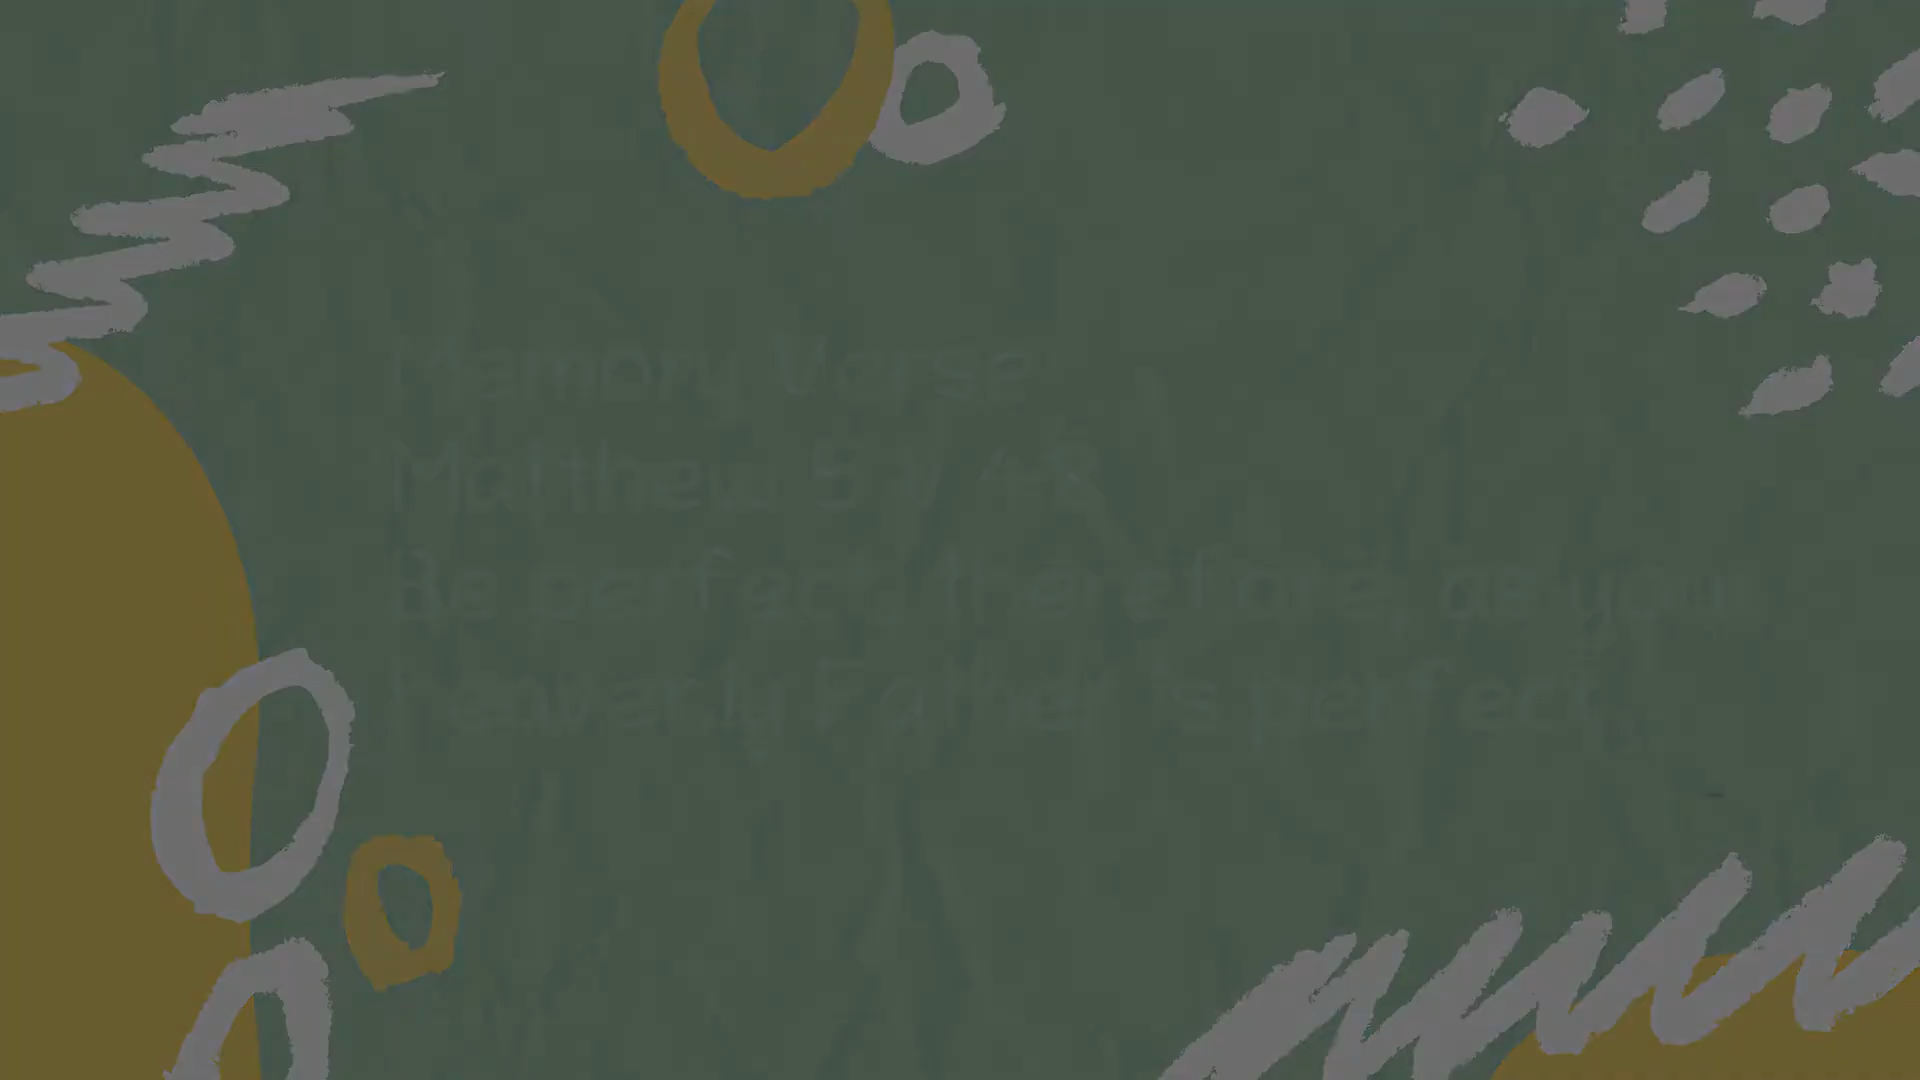 Memory Verse
Matthew 5 v 48
Be perfect, therefore, as your
heavenly Father is perfect.